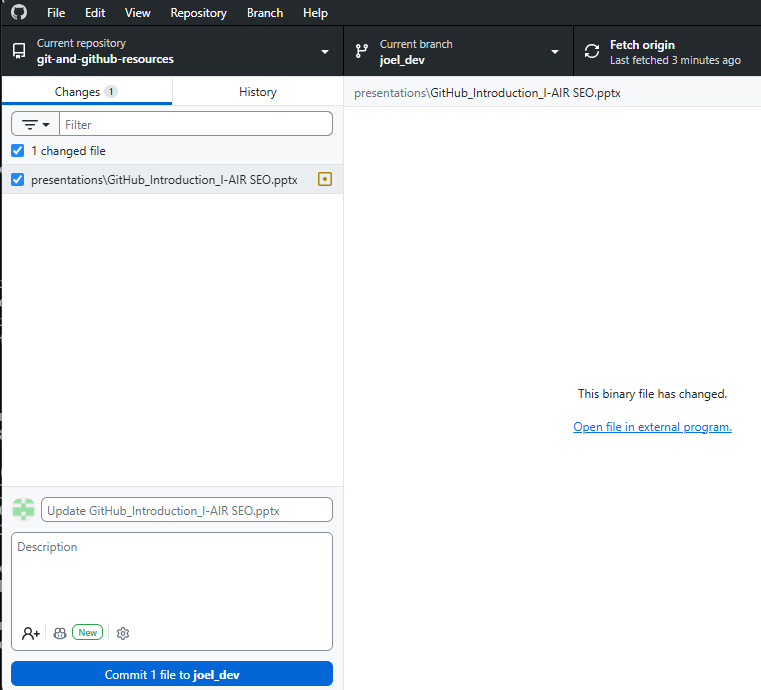 File Edit View Repository Branch Help
Current repository
git-and-github-resources
Current branch
joel_dev
Fetch origin
Last fetched 3 minutes ago
Changes 1
History
presentations\GitHub_Introduction_I-AIR SEO.pptx
Filter
1 changed file
presentations\GitHub_Introduction_I-AIR SEO.pptx
This binary file has changed.
Open file in external program.
Update GitHub_Introduction_I-AIR SEO.pptx
Description
New
Commit 1 file to joel_dev